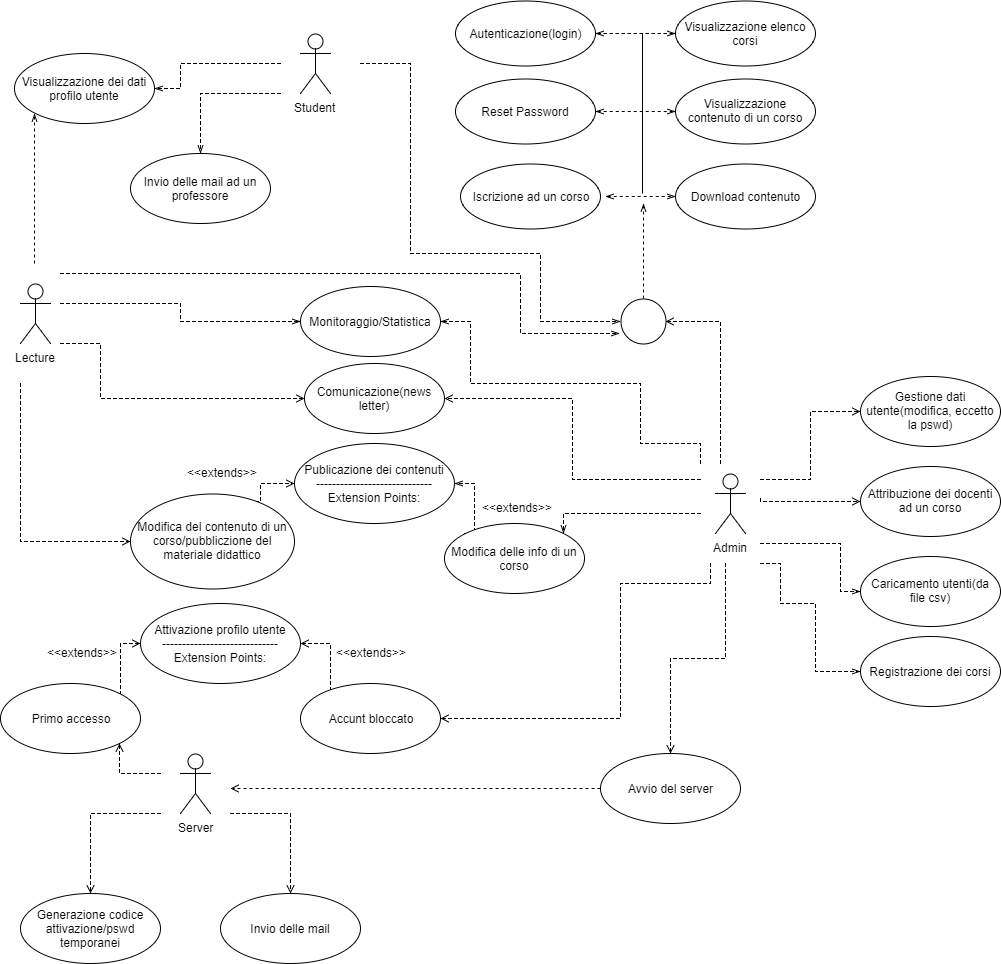 Autenticazione(login)
Visualizzazione elenco
corsi
Visualizzazione dei dati
profilo utente
Student
Reset Password
Visualizzazione
contenuto di un corso
Invio delle mail ad un
professore
Iscrizione ad un corso
Download contenuto
Lecture
Monitoraggio/Statistica
Comunicazione(news
letter)
Gestione dati
utente(modifica, eccetto
la pswd)
<<extends>>
Publicazione dei contenuti
------------------------------
Extension Points:
<<extends>>
Attribuzione dei docenti
ad un corso
Modifica del contenuto di un
corso/pubbliczione del
materiale didattico
Modifica delle info di un
corso
Admin
Caricamento utenti(da
file csv)
Attivazione profilo utente
------------------------------
Extension Points:
<<extends>>
<<extends>>
Registrazione dei corsi
Primo accesso
Accunt bloccato
Avvio del server
Server
Generazione codice
attivazione/pswd
temporanei
Invio delle mail